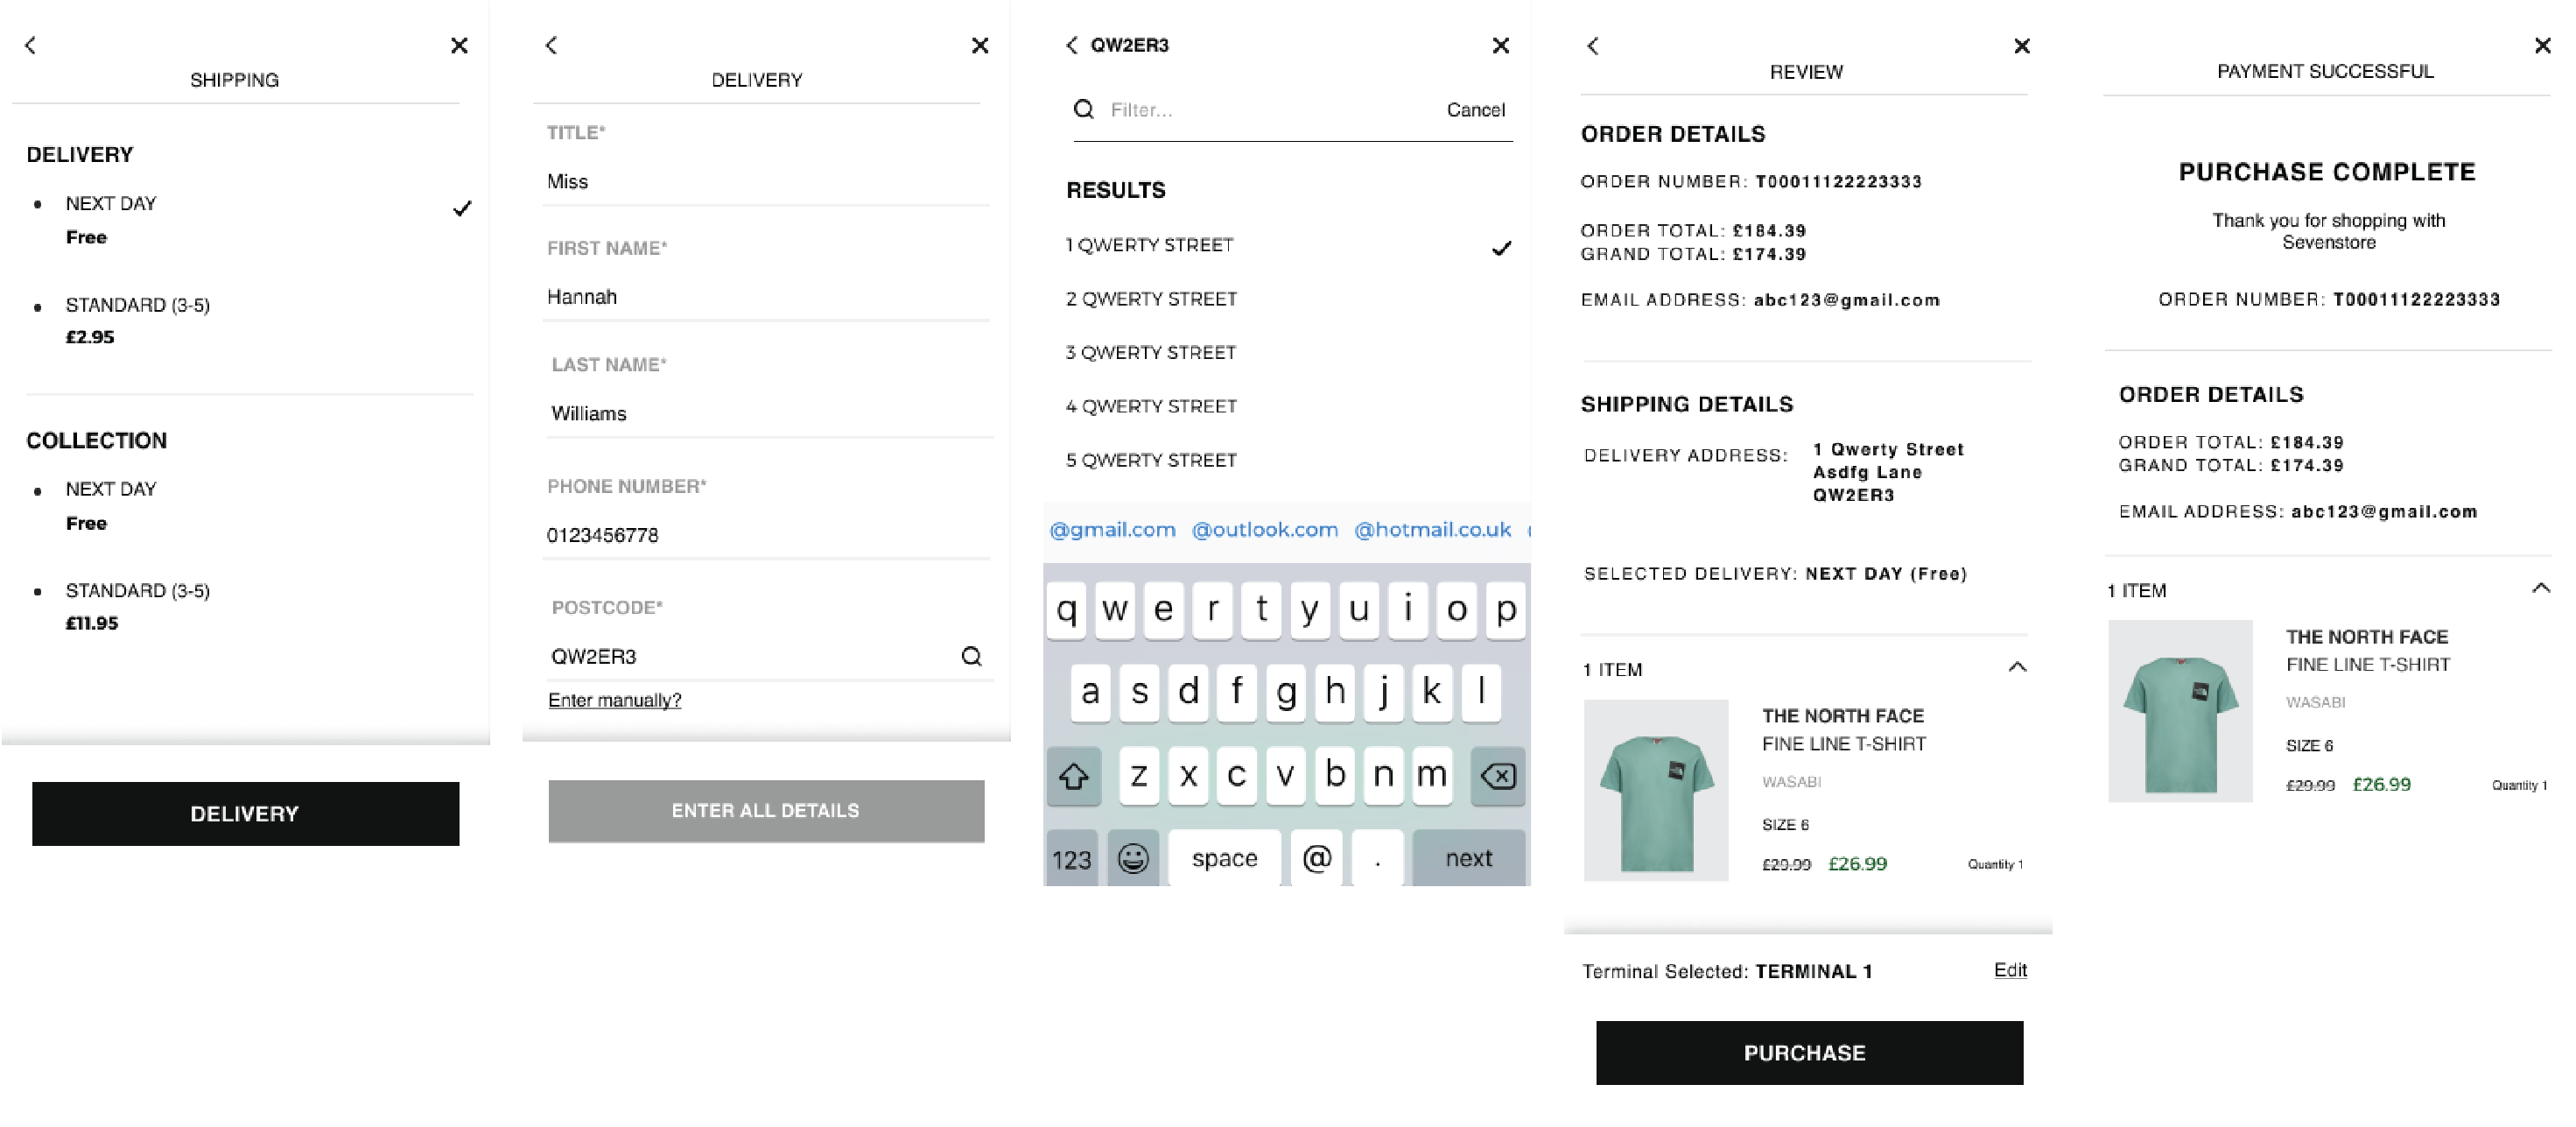 SHIPPING
DELIVERY
NEXT DAY
Free
STANDARD (3-5)
£2.95
COLLECTION
NEXT DAY
Free
STANDARD (3-5)
£11.95
DELIVERY
DELIVERY
TITLE*
Miss
FIRST NAME*
Hannah
LAST NAME*
Williams
PHONE NUMBER*
0123456778
POSTCODE*
QW2ER3
Enter manually?
ENTER ALL DETAILS
QW2ER3
Filter...
Cancel
RESULTS
1 QWERTY STREET
2 QWERTY STREET
3 QWERTY STREET
4 QWERTY STREET
5 QWERTY STREET
@gmail.com @outlook.com @hotmail.co.uk
q w e r t y u i o p
a s d f g h j k l
z x c v b n m
123 space @ . next
REVIEW
ORDER DETAILS
ORDER NUMBER: T00011122223333
ORDER TOTAL: £184.39
GRAND TOTAL: £174.39
EMAIL ADDRESS: abc123@gmail.com
SHIPPING DETAILS
DELIVERY ADDRESS: 1 Qwerty Street
Asdfg Lane
QW2ER3
SELECTED DELIVERY: NEXT DAY (Free)
1 ITEM
THE NORTH FACE
FINE LINE T-SHIRT
WASABI
SIZE 6
£29.99 £26.99 Quantity 1
Terminal Selected: TERMINAL 1 Edit
PURCHASE
PAYMENT SUCCESSFUL
PURCHASE COMPLETE
Thank you for shopping with
Sevenstore
ORDER NUMBER: T00011122223333
ORDER DETAILS
ORDER TOTAL: £184.39
GRAND TOTAL: £174.39
EMAIL ADDRESS: abc123@gmail.com
1 ITEM
THE NORTH FACE
FINE LINE T-SHIRT
WASABI
SIZE 6
£29.99 £26.99 Quantity 1